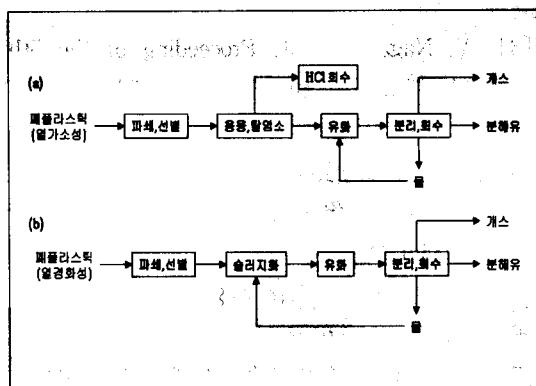 (a)
HCl 회수
개스
폐플라스틱
(열가소성)
파쇄,선별
용융,탈염소
유화
분리,회수
분해유
물
(b)
개스
폐플라스틱
(열경화성)
파쇄,선별
슬러지화
유화
분리,회수
분해유
물